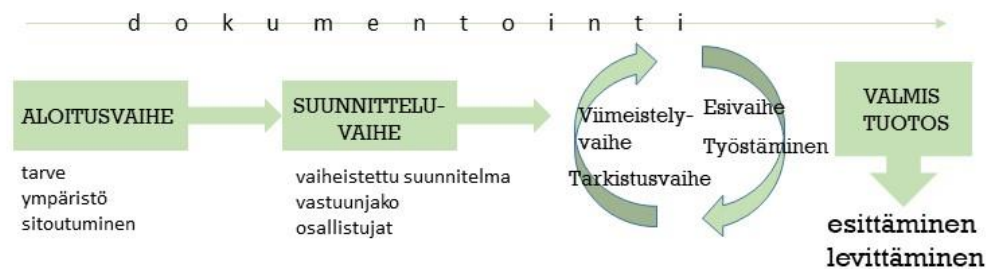 d o k u m e n t o i n t i
ALOITUSVAIHE
tarve
ympäristö
sitoutuminen
SUUNNITTELU-
VAIHE
vaiheistettu suunnitelma
vastuunjako
osallistujat
Esivaihe
Työstäminen
Tarkistusvaihe
Viimeistely-
vaihe
VALMIS
TUOTOS
esittäminen
levittäminen